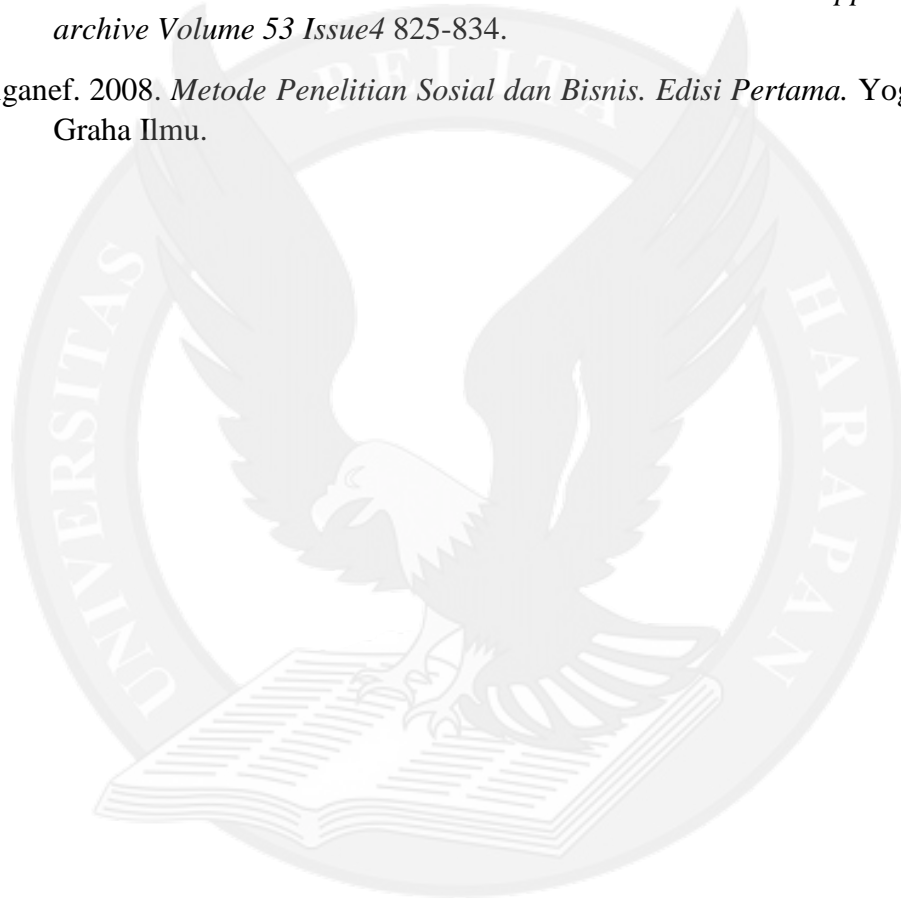 archive Volume 53 Issue4 825-834.
ganef. 2008. Metode Penelitian Sosial dan Bisnis. Edisi Pertama. Yog
Graha Ilmu.
UNIVERSITAS PELITA HARAPAN